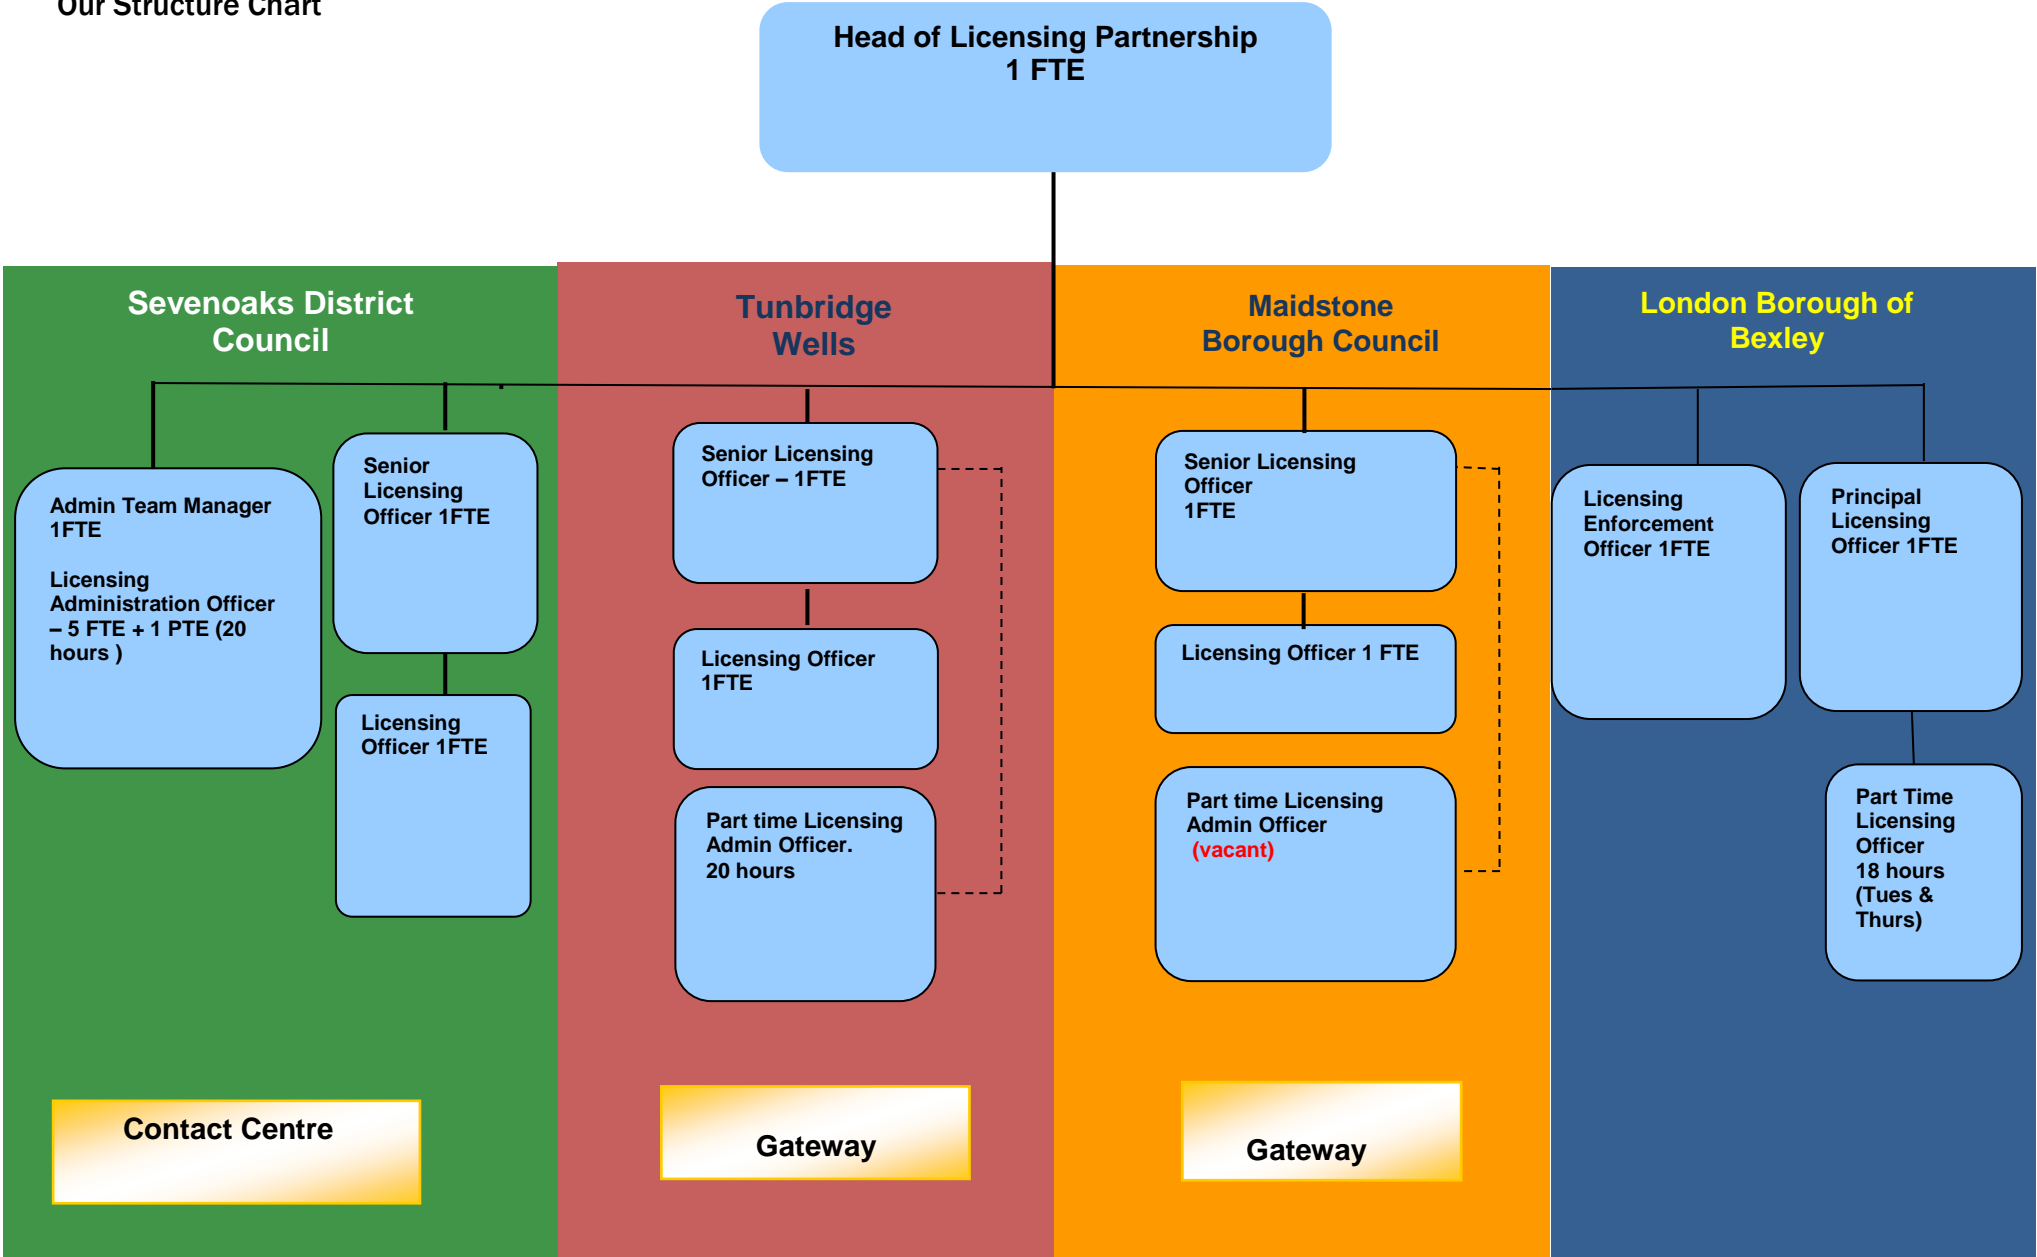 Our Structure Chart
Head of Licensing Partnership
1 FTE
Sevenoaks District
Council
Admin Team Manager
1FTE
Licensing
Administration Officer
– 5 FTE + 1 PTE (20
hours )
Senior
Licensing
Officer 1FTE
Licensing
Officer 1FTE
Contact Centre
Tunbridge
Wells
Senior Licensing
Officer – 1FTE
Licensing Officer
1FTE
Part time Licensing
Admin Officer.
20 hours
Gateway
Maidstone
Borough Council
Senior Licensing
Officer
1FTE
Licensing Officer 1 FTE
Part time Licensing
Admin Officer
(vacant)
Gateway
London Borough of
Bexley
Licensing
Enforcement
Officer 1FTE
Principal
Licensing
Officer 1FTE
Part Time
Licensing
Officer
18 hours
(Tues &
Thurs)